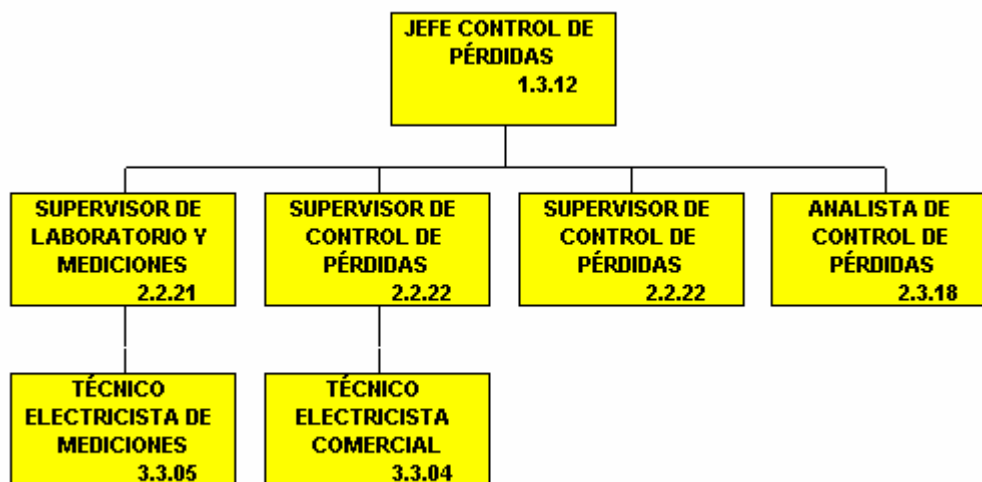 JEFE CONTROL DE
PÉRDIDAS
1.3.12
SUPERVISOR DE
LABORATORIO Y
MEDICIONES
2.2.21
SUPERVISOR DE
CONTROL DE
PÉRDIDAS
2.2.22
SUPERVISOR DE
CONTROL DE
PÉRDIDAS
2.2.22
ANALISTA DE
CONTROL DE
PÉRDIDAS
2.3.18
TÉCNICO
ELECTRICISTA DE
MEDICIONES
3.3.05
TÉCNICO
ELECTRICISTA
COMERCIAL
3.3.04